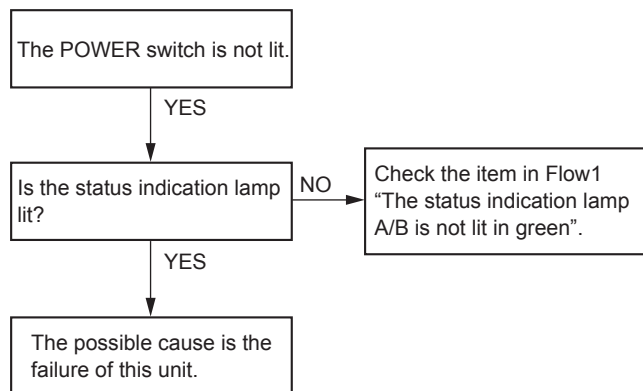 The POWER switch is not lit.
YES
Is the status indication lamp
lit?
NO
Check the item in Flow1
“The status indication lamp
A/B is not lit in green”.
YES
The possible cause is the
failure of this unit.